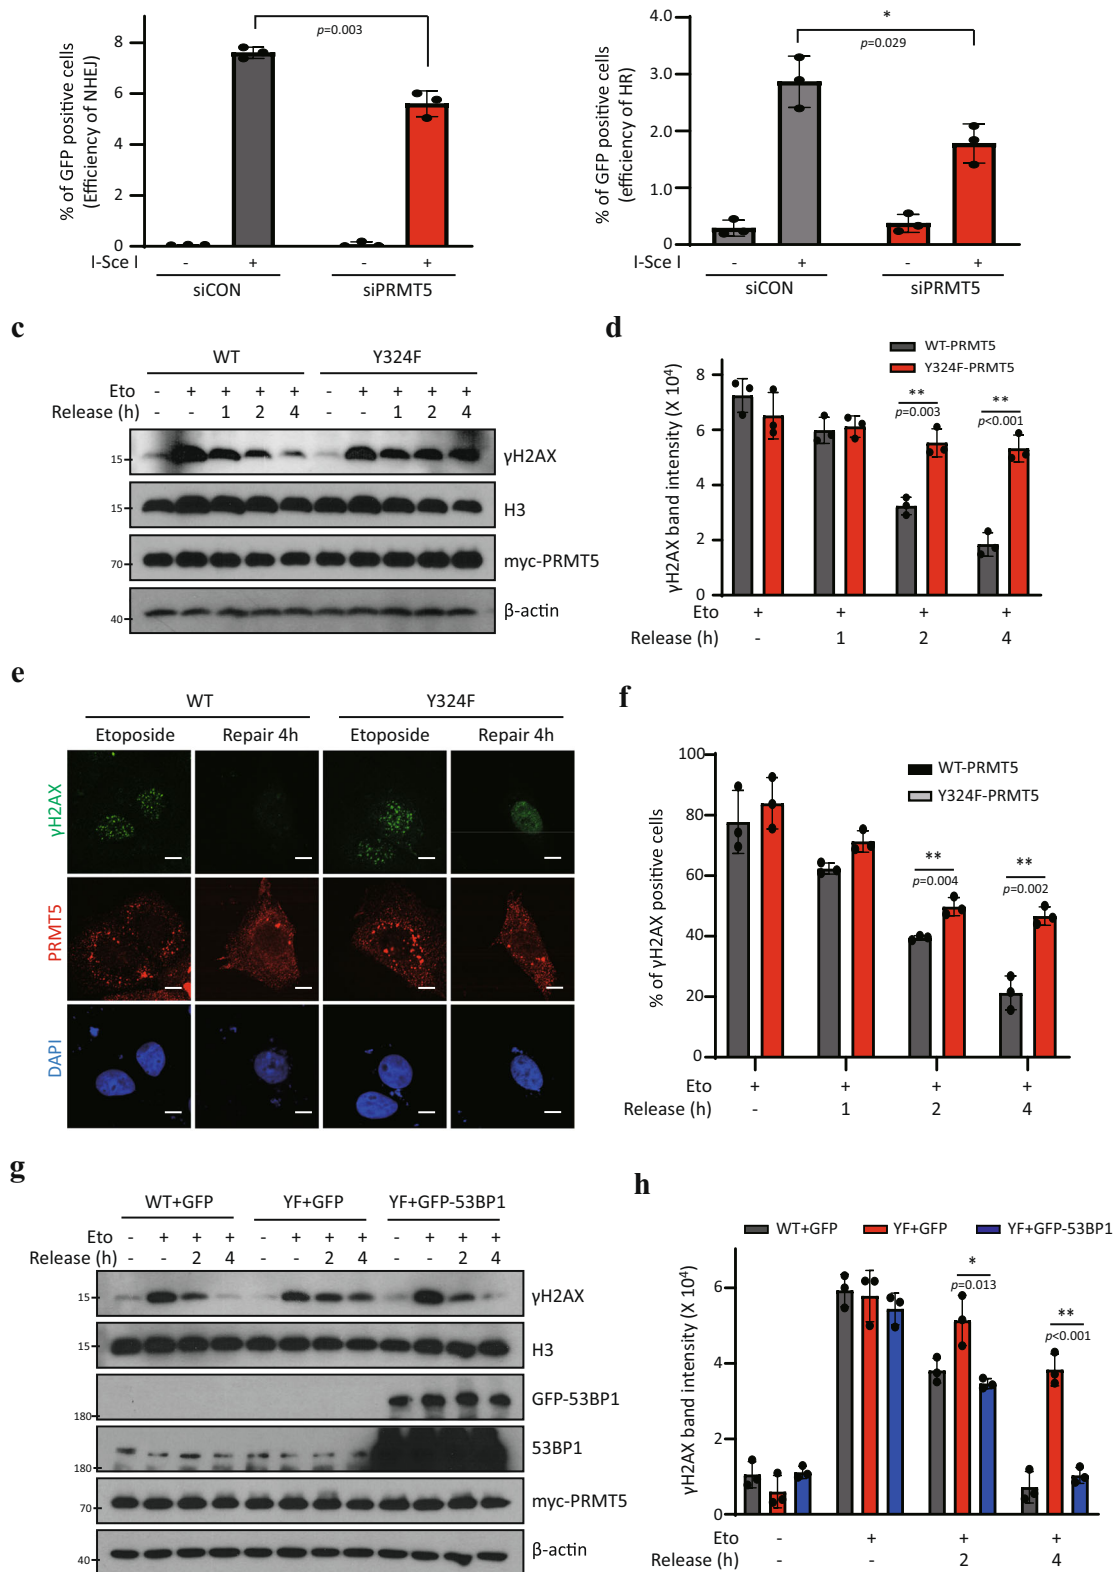 % of GFP positive cells
(Efficiency of NHEJ)
8
6
4
2
0
p=0.003
I-Sce I - + - +
siCON siPRMT5
% of GFP positive cells
(efficiency of HR)
4.0
3.0
2.0
1.0
0
*
p=0.029
I-Sce I - + - +
siCON siPRMT5
c
WT Y324F
Eto - + + + + - + + + +
Release (h) - - 1 2 4 - - 1 2 4
15 γH2AX
15 H3
70 myc-PRMT5
40 β-actin
d
WT-PRMT5
Y324F-PRMT5
γH2AX band intensity (X 10⁴)
8
6
4
2
0
**
p=0.003
**
p<0.001
Eto + + + +
Release (h) - 1 2 4
e
WT Y324F
Etoposide Repair 4h Etoposide Repair 4h
γH2AX
PRMT5
DAPI
f
WT-PRMT5
Y324F-PRMT5
% of γH2AX positive cells
100
80
60
40
20
0
**
p=0.004
**
p=0.002
Eto + + + +
Release (h) - 1 2 4
g
WT+GFP YF+GFP YF+GFP-53BP1
Eto - + + + - + + + - + + +
Release (h) - - 2 4 - - 2 4 - - 2 4
15 γH2AX
15 H3
180 GFP-53BP1
180 53BP1
70 myc-PRMT5
40 β-actin
h
WT+GFP YF+GFP YF+GFP-53BP1
γH2AX band intensity (X 10⁴)
6
4
2
0
*
p=0.013
**
p<0.001
Eto - + + +
Release (h) - - 2 4